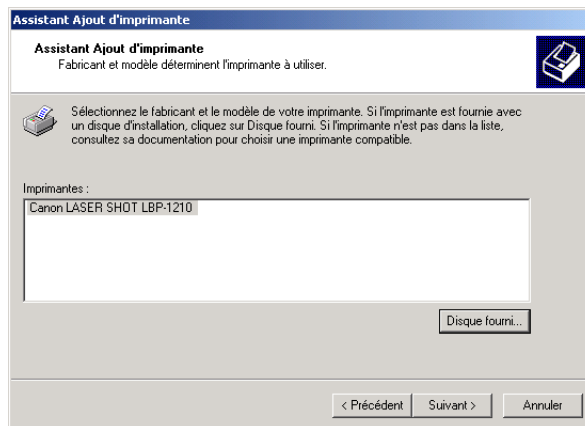 Assistant Ajout d'imprimante
Assistant Ajout d'imprimante
Fabricant et modèle déterminent l'imprimante à utiliser.
Sélectionnez le fabricant et le modèle de votre imprimante. Si l'imprimante est fournie avec
un disque d'installation, cliquez sur Disque fourni. Si l'imprimante n'est pas dans la liste,
consultez sa documentation pour choisir une imprimante compatible.
Imprimantes :
Canon LASER SHOT LBP-1210
Disque fourni...
< Précédent Suivant > Annuler